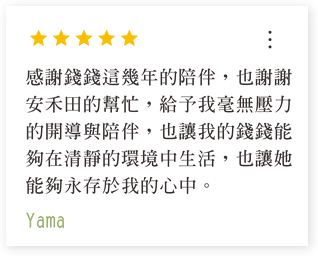 感謝錢錢這幾年的陪伴，也謝謝
安禾田的幫忙，給予我毫無壓力
的開導與陪伴，也讓我的錢錢能
夠在清靜的環境中生活，也讓她
能夠永存於我的心中。
Yama